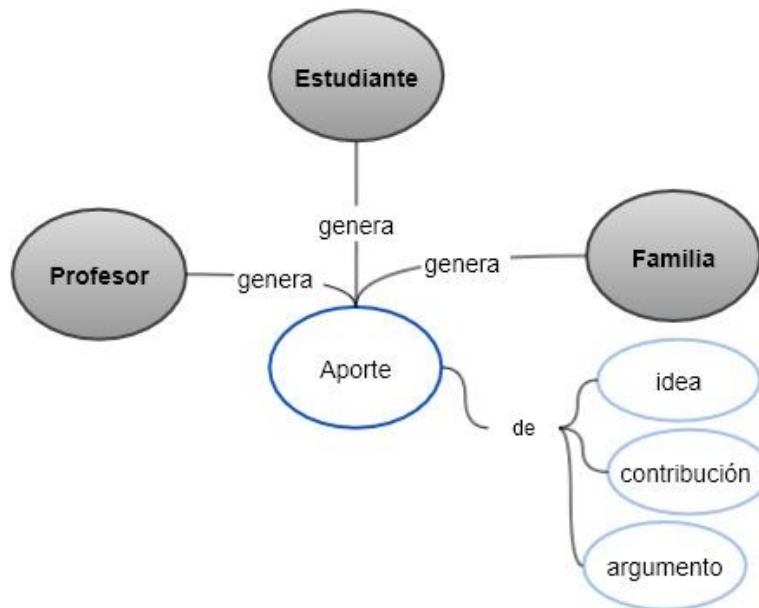 Estudiante
genera
Profesor
genera
genera
Familia
Aporte
idea
de
contribución
argumento